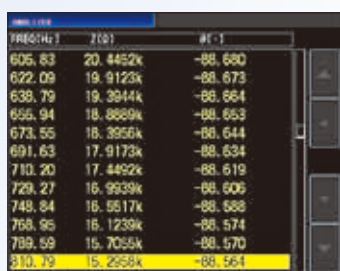 FREQ[Hz] Z[Ω] θ[°]
605.83 20.4462k -88.680
622.09 19.9123k -88.673
638.79 19.3944k -88.664
655.94 18.8869k -88.653
673.55 18.3956k -88.644
691.63 17.9173k -88.634
710.20 17.4492k -88.619
729.27 16.9939k -88.606
748.84 16.5517k -88.588
768.95 16.1239k -88.574
789.59 15.7055k -88.570
810.79 15.2958k -88.564